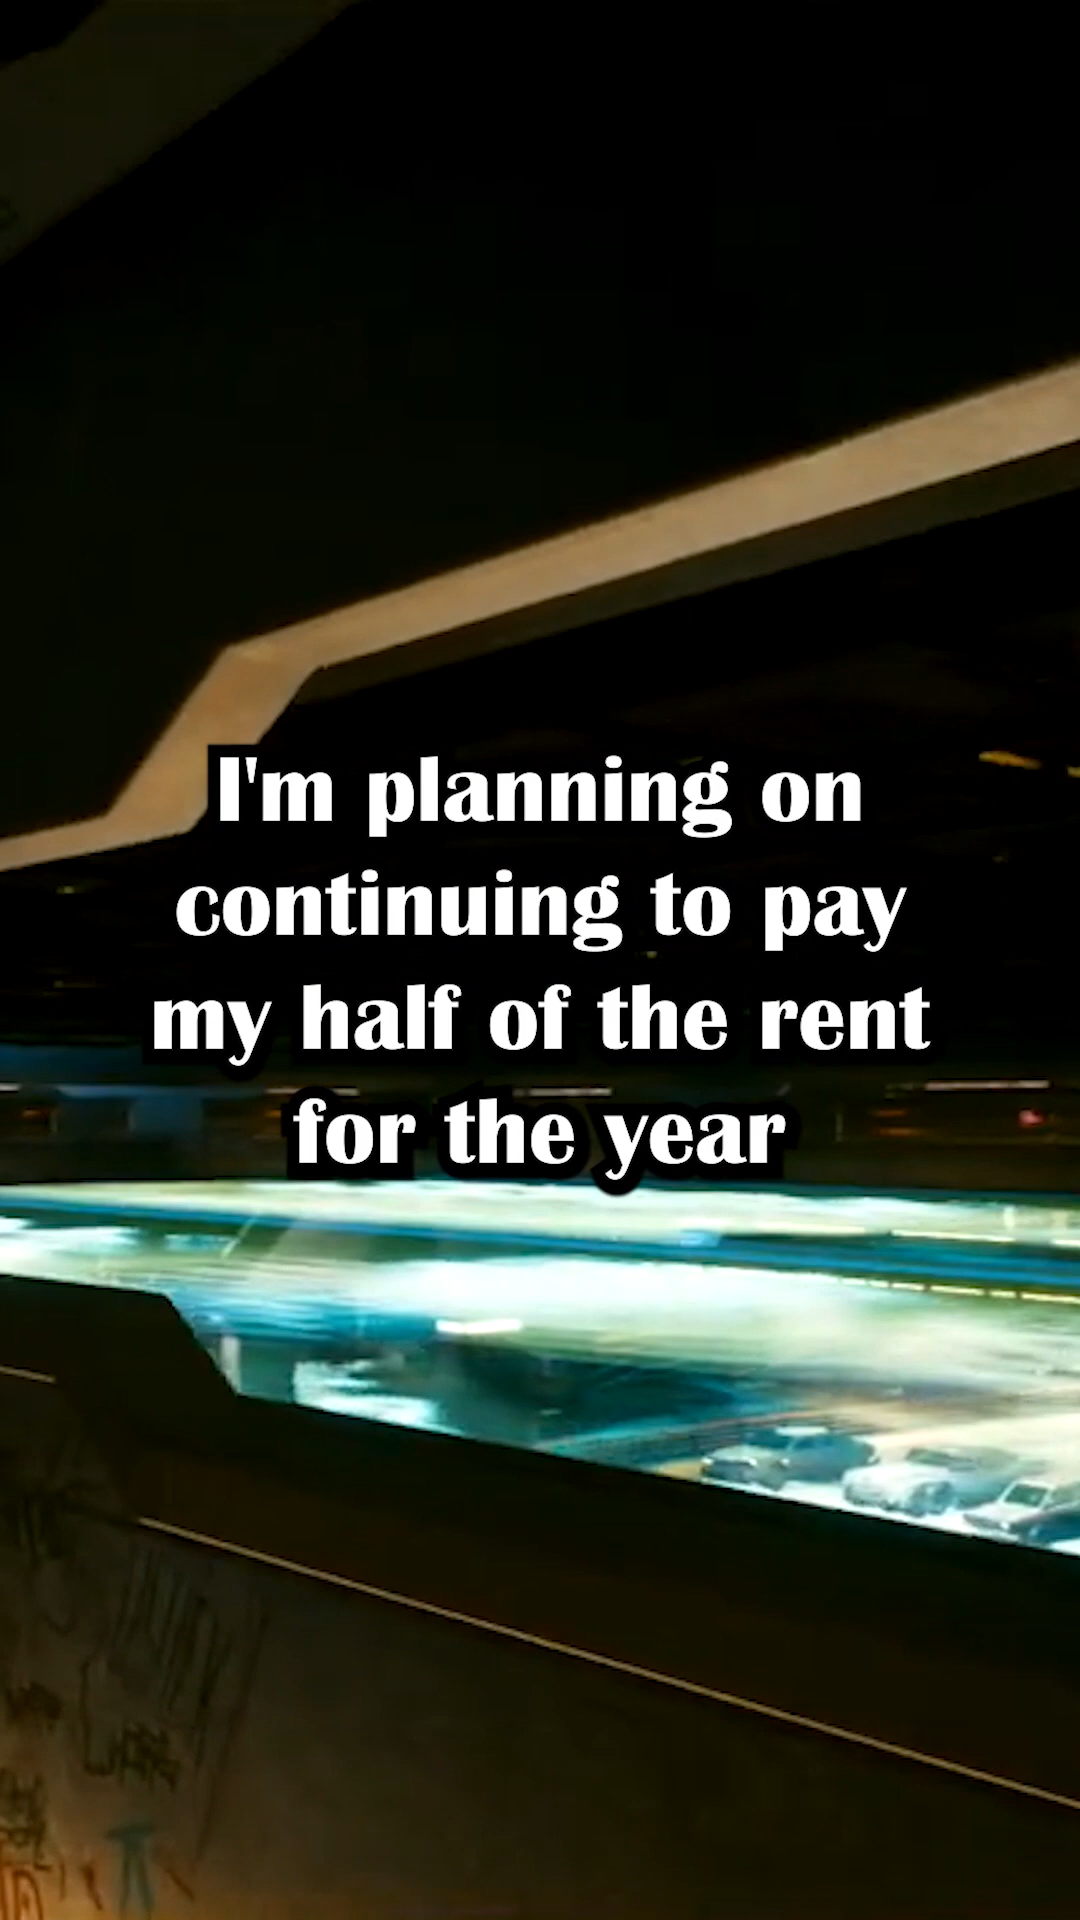 I'm planning on
continuing to pay
my half of the rent
for the year